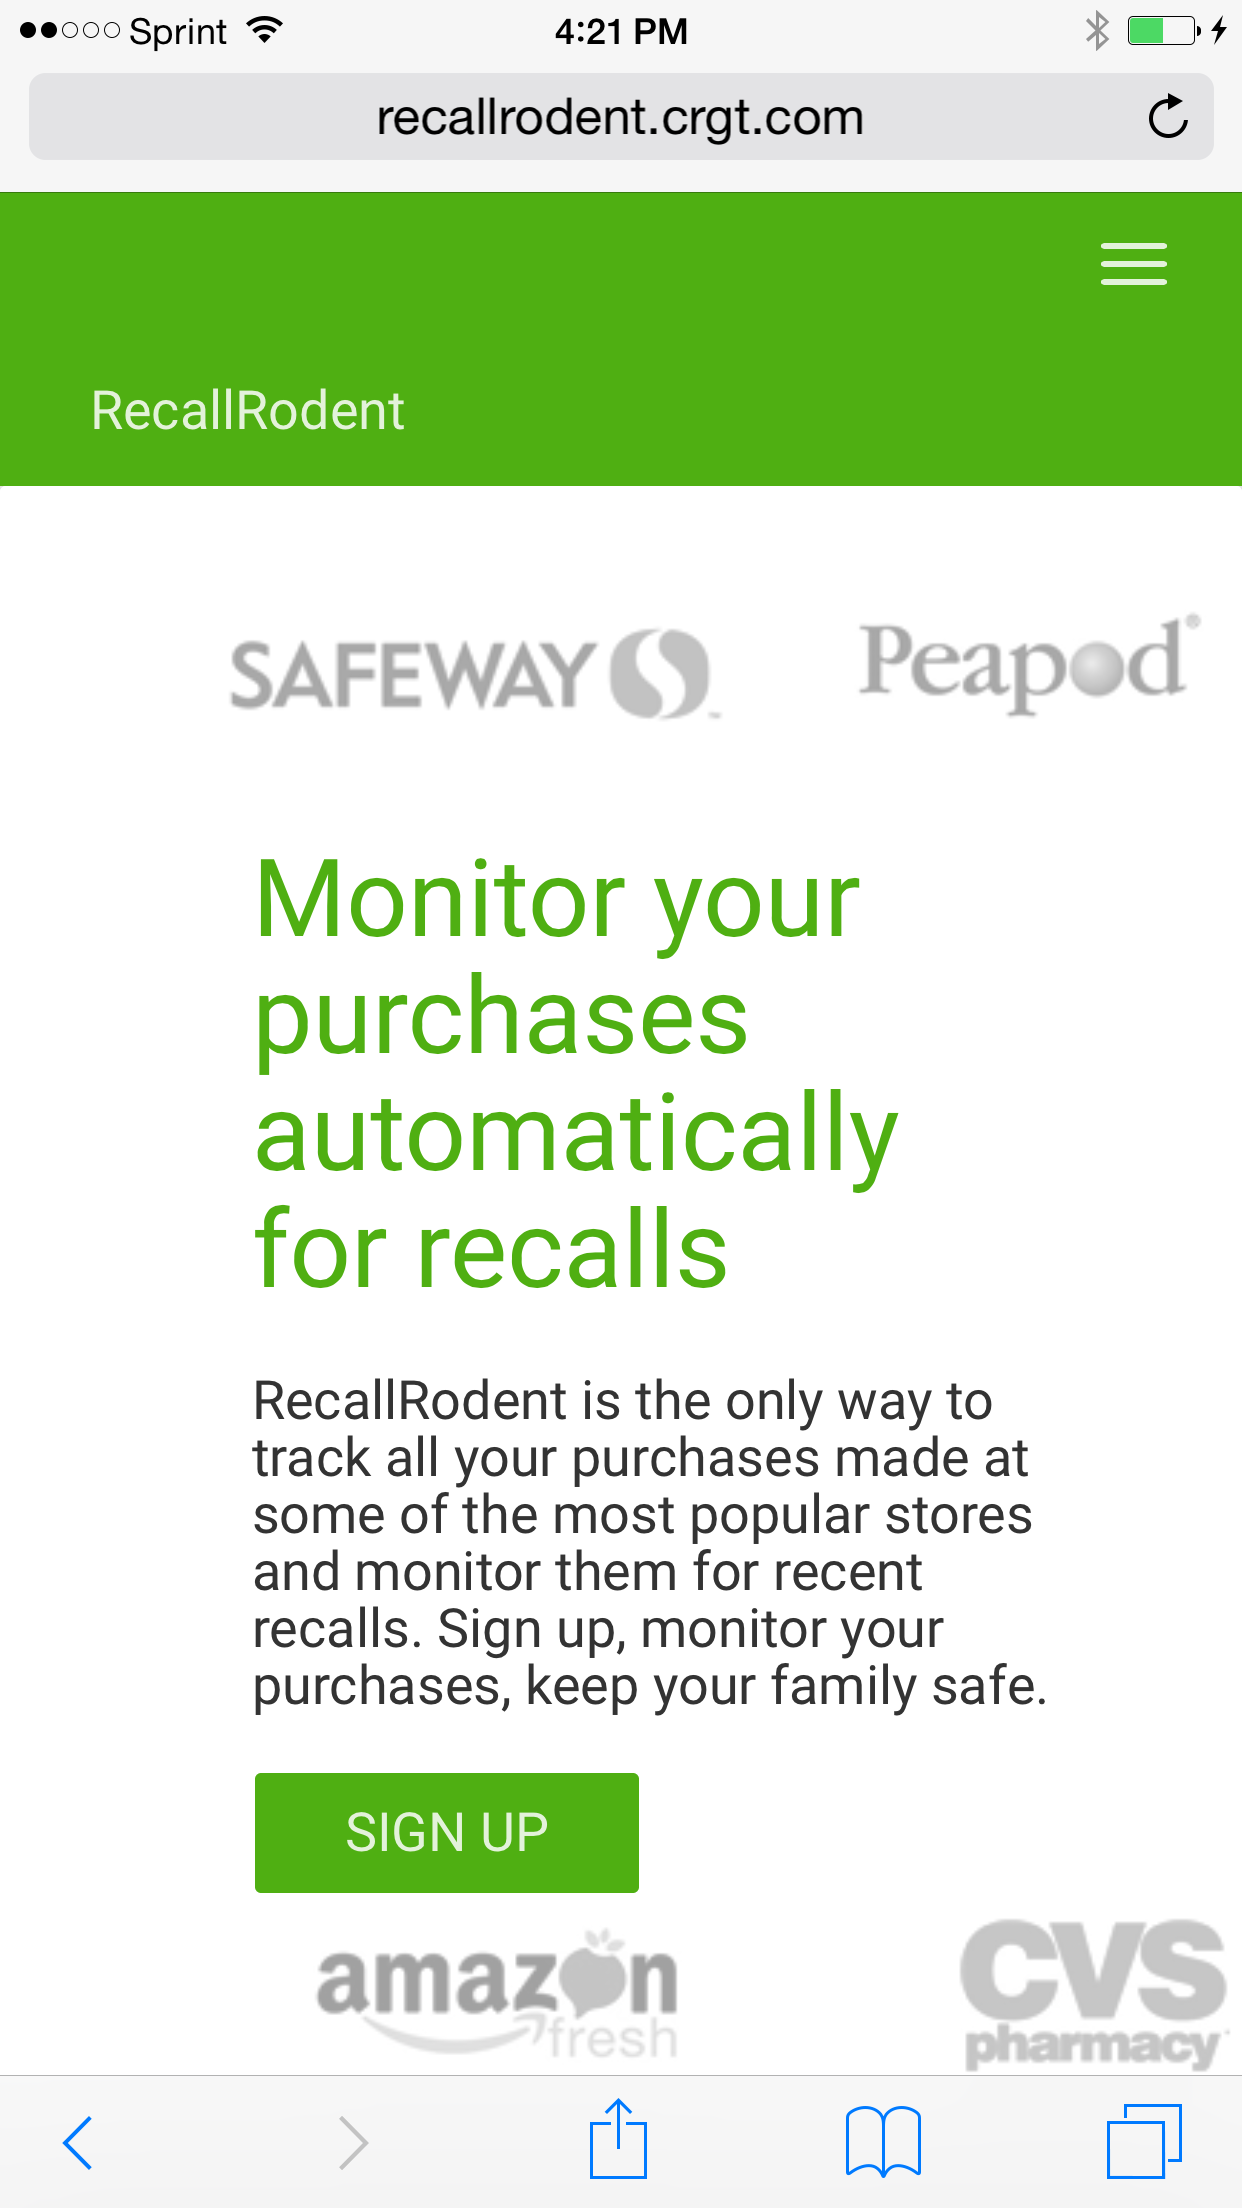 Sprint 4:21 PM
recallrodent.crgt.com
RecallRodent
SAFEWAY™ Peapod®
Monitor your
purchases
automatically
for recalls
RecallRodent is the only way to
track all your purchases made at
some of the most popular stores
and monitor them for recent
recalls. Sign up, monitor your
purchases, keep your family safe.
SIGN UP
amazon CVS
fresh pharmacy